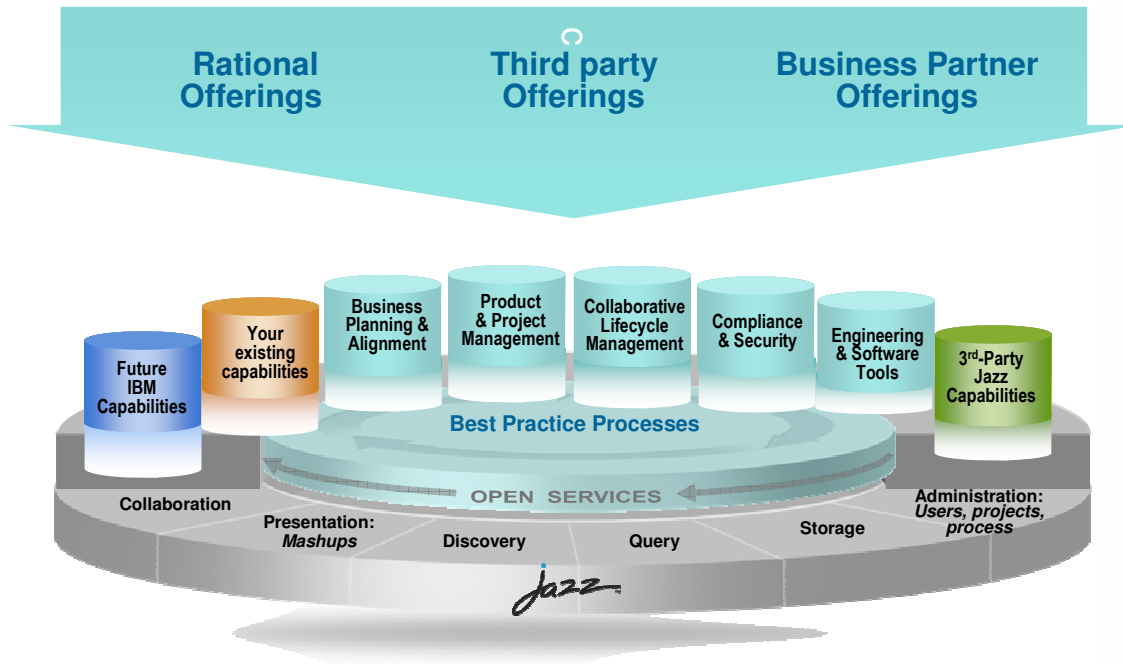 C
Rational
Offerings
Third party
Offerings
Business Partner
Offerings
Future
IBM
Capabilities
Your
existing
capabilities
Business
Planning &
Alignment
Product
& Project
Management
Collaborative
Lifecycle
Management
Compliance
& Security
Engineering
& Software
Tools
3rd-Party
Jazz
Capabilities
Best Practice Processes
OPEN SERVICES
Collaboration
Presentation:
Mashups
Discovery
Query
Storage
Administration:
Users, projects,
process
jazz